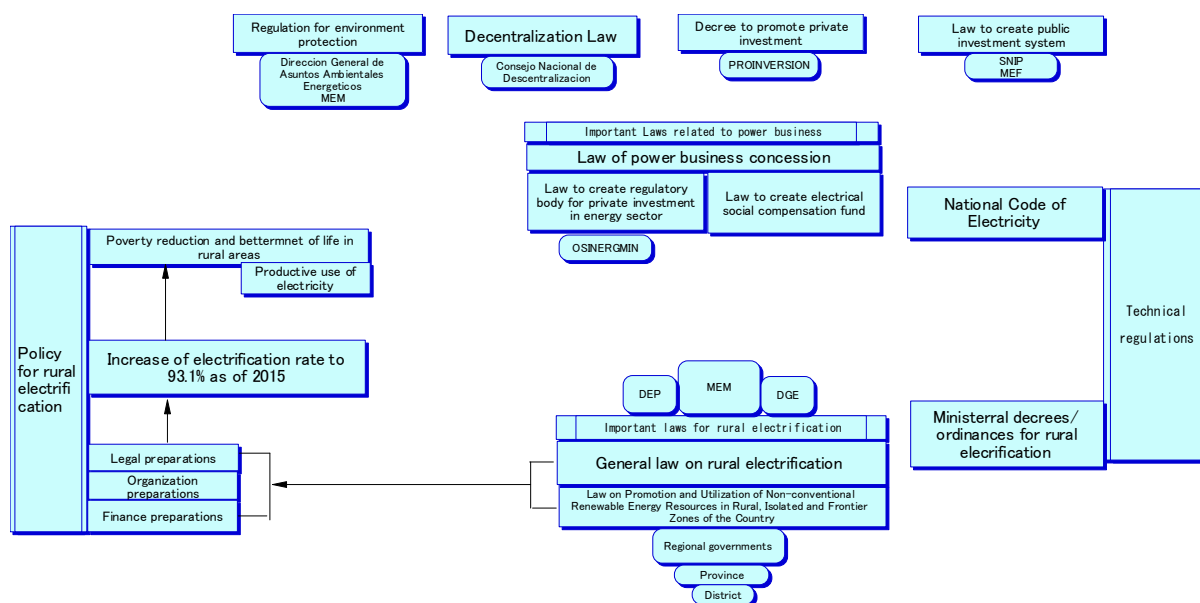 Regulation for environment
protection
Direccion General de
Asuntos Ambientales
Energeticos
MEM
Decentralization Law
Consejo Nacional de
Descentralizacion
Decree to promote private
investment
PROINVERSION
Law to create public
investment system
SNIP
MEF
Important Laws related to power business
Law of power business concession
Law to create regulatory
body for private investment
in energy sector
Law to create electrical
social compensation fund
OSINERGMIN
National Code of
Electricity
Technical
regulations
Ministerral decrees/
ordinances for rural
elecrification
Policy
for rural
electrifi
cation
Poverty reduction and bettermnet of life in
rural areas
Productive use of
electricity
Increase of electrification rate to
93.1% as of 2015
Legal preparations
Organization
preparations
Finance preparations
DEP
MEM
DGE
Important laws for rural electrification
General law on rural electrification
Law on Promotion and Utilization of Non-conventional
Renewable Energy Resources in Rural, Isolated and Frontier
Zones of the Country
Regional governments
Province
District